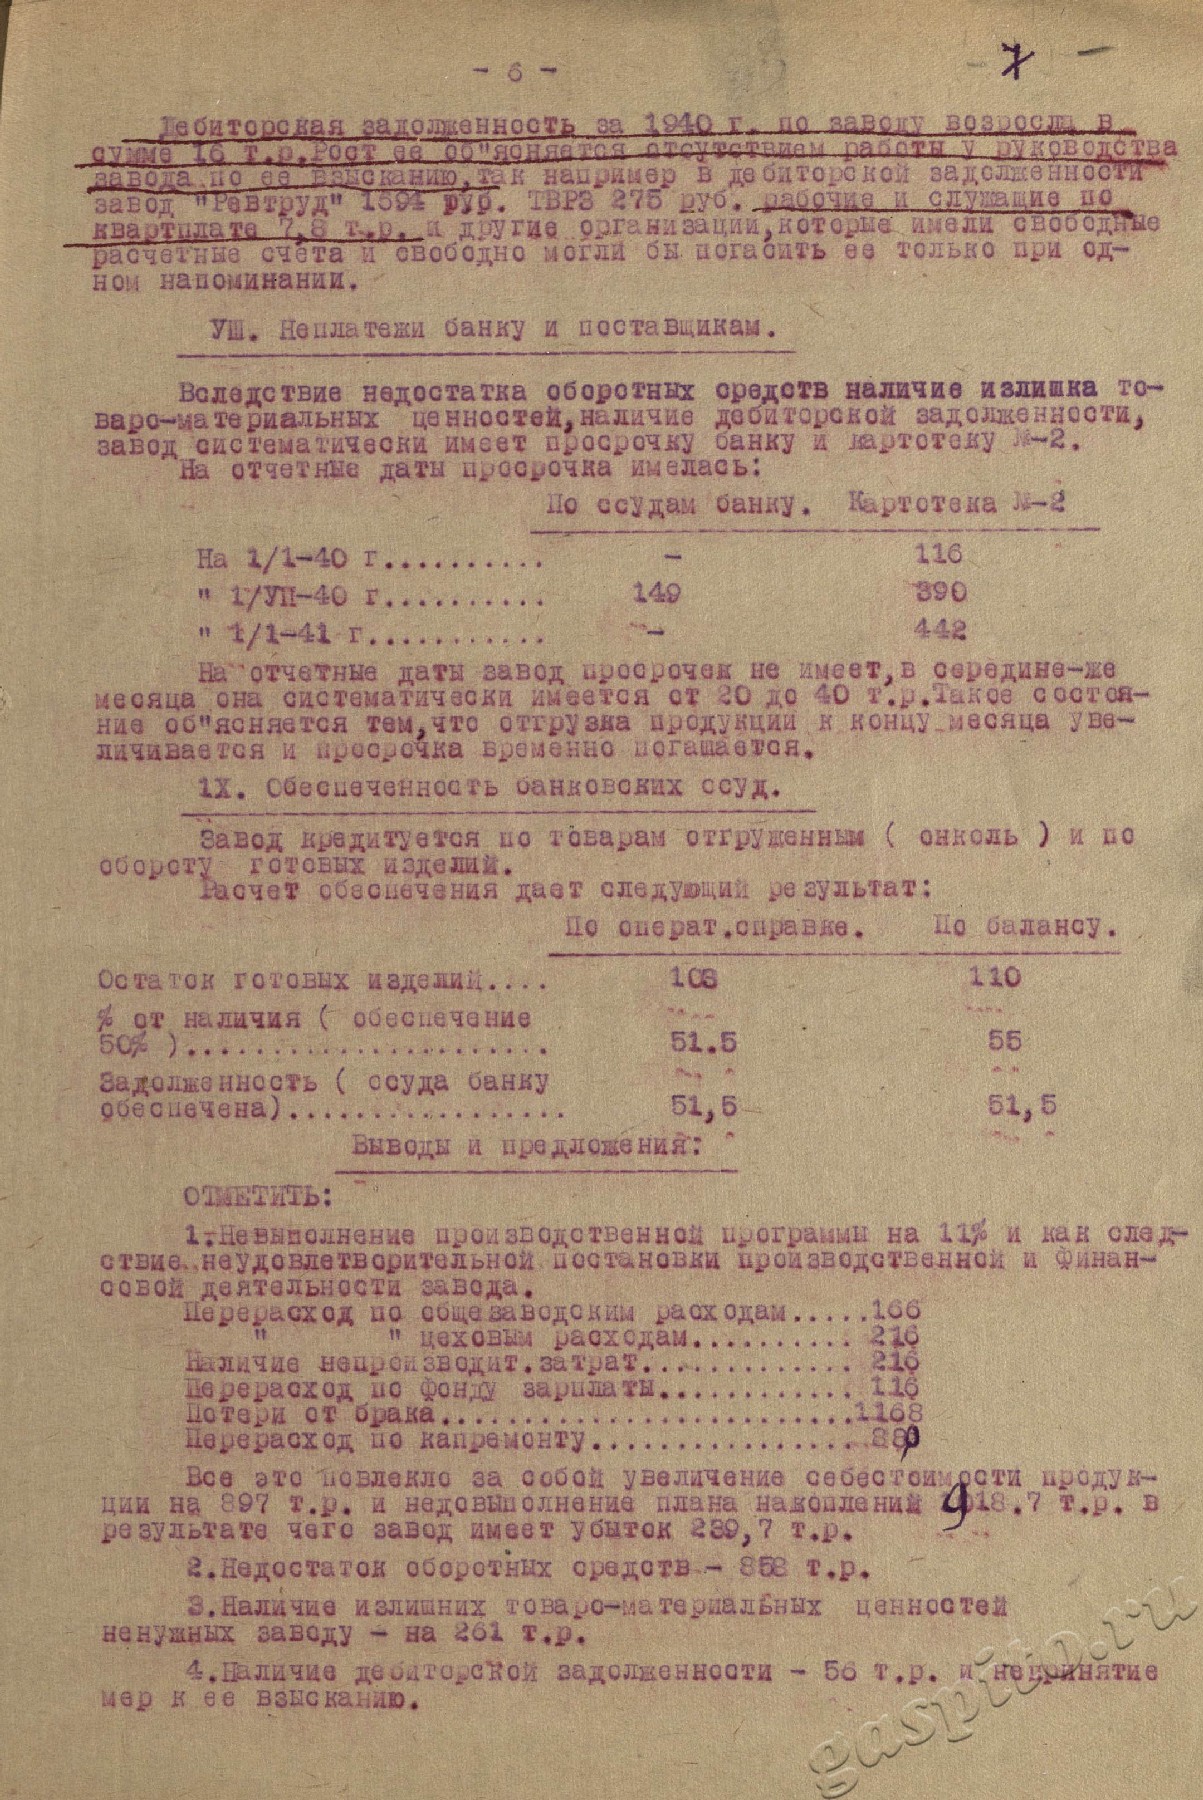 - 6 -
7 -
Дебиторская задолженность за 1940 г. по заводу возросла в
сумме 16 т.р.Рост ее об"ясняется отсутствием работы у руководства
завода по ее взысканию,так например в дебиторской задолженности
завод "Ревтруд" 1594 руб. ТВРЗ 275 руб. рабочие и служащие по
квартплате 7,8 т.р. и другие организации,которые имели свободные
расчетные счета и свободно могли бы погасить ее только при од-
ном напоминании.
УШ. Неплатежи банку и поставщикам.
Вследствие недостатка оборотных средств наличие излишка то-
варо-материальных ценностей,наличие дебиторской задолженности,
завод систематически имеет просрочку банку и картотеку №-2.
На отчетные даты просрочка имелась:
По ссудам банку. Картотека №-2
На 1/1-40 г.......... - 116
" 1/УП-40 г.......... 149 390
" 1/1-41 г........... - 442
На отчетные даты завод просрочек не имеет,в середине-же
месяца она систематически имеется от 20 до 40 т.р.Такое состоя-
ние об"ясняется тем,что отгрузка продукции к концу месяца уве-
личивается и просрочка временно погашается.
1Х. Обеспеченность банковских ссуд.
Завод кредитуется по товарам отгруженным ( онколь ) и по
обороту готовых изделий.
Расчет обеспечения дает следующий результат:
По операт.справке. По балансу.
Остаток готовых изделий.... 103 110
% от наличия ( обеспечение
50% )...................... 51.5 55
Задолженность ( ссуда банку
обеспечена)................. 51,5 51,5
Выводы и предложения:
ОТМЕТИТЬ:
1.Невыполнение производственной программы на 11% и как след-
ствие неудовлетворительной постановки производственной и финан-
совой деятельности завода.
Перерасход по общезаводским расходам.....166
" " цеховым расходам.......... 216
Наличие непроизводит.затрат............. 216
Перерасход по фонду зарплаты............ 116
Потери от брака.........................1168
Перерасход по капремонту................
Все это повлекло за собой увеличение себестоимости продук-
ции на 897 т.р. и недовыполнение плана накоплений 918.7 т.р. в
результате чего завод имеет убыток 239,7 т.р.
2.Недостаток оборотных средств - 858 т.р.
3.Наличие излишних товаро-материальных ценностей
ненужных заводу - на 261 т.р.
4.Наличие дебиторской задолженности - 56 т.р. и непринятие
мер к ее взысканию.
gaspito.ru